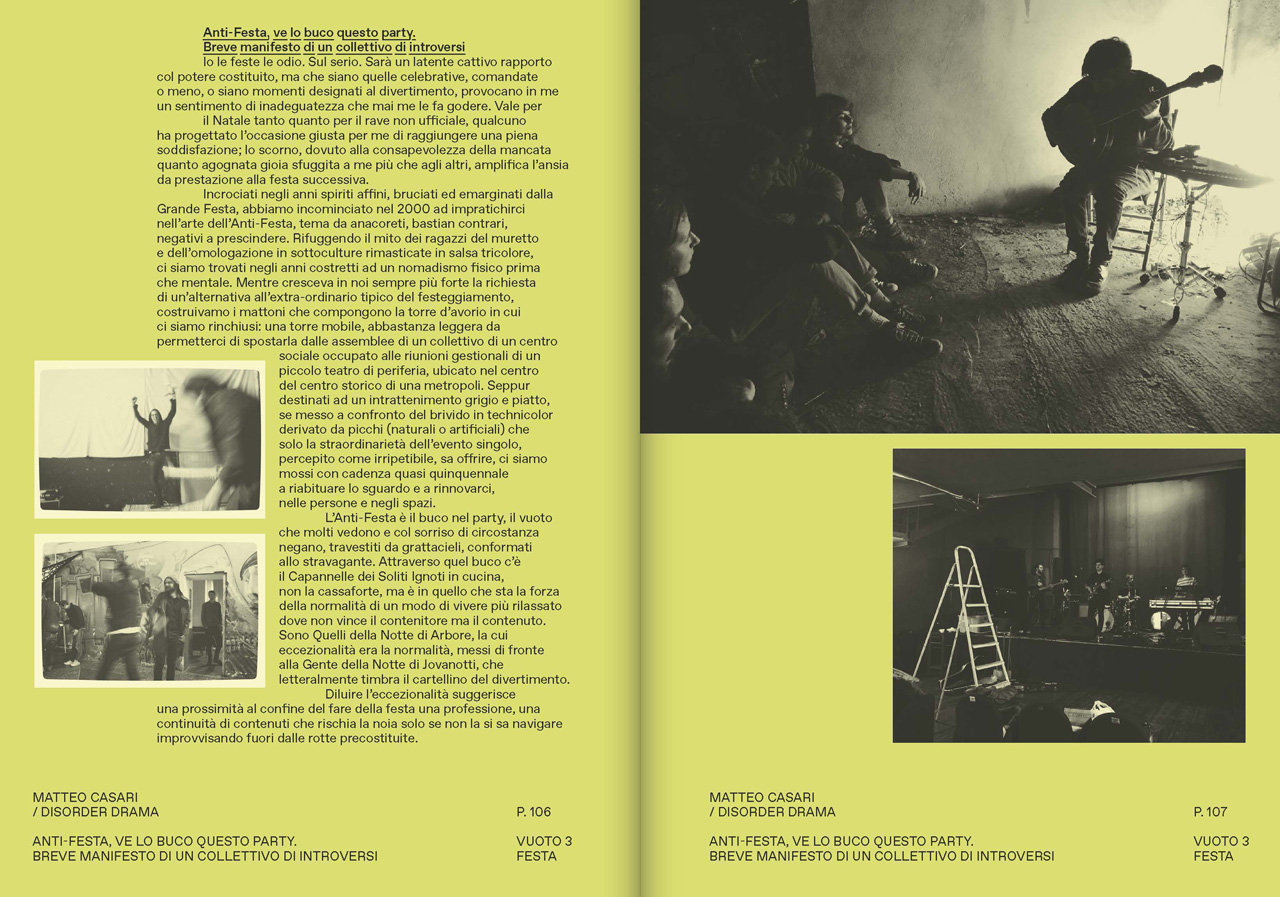 Anti-Festa, ve lo buco questo party.
Breve manifesto di un collettivo di introversi
Io le feste le odio. Sul serio. Sarà un latente cattivo rapporto
col potere costituito, ma che siano quelle celebrative, comandate
o meno, o siano momenti designati al divertimento, provocano in me
un sentimento di inadeguatezza che mai me le fa godere. Vale per
il Natale tanto quanto per il rave non ufficiale, qualcuno
ha progettato l'occasione giusta per me di raggiungere una piena
soddisfazione; lo scorno, dovuto alla consapevolezza della mancata
quanto agognata gioia sfuggita a me più che agli altri, amplifica l'ansia
da prestazione alla festa successiva.
Incrociati negli anni spiriti affini, bruciati ed emarginati dalla
Grande Festa, abbiamo incominciato nel 2000 ad impratichirci
nell'arte dell'Anti-Festa, tema da anacoreti, bastian contrari,
negativi a prescindere. Rifuggendo il mito dei ragazzi del muretto
e dell'omologazione in sottoculture rimasticate in salsa tricolore,
ci siamo trovati negli anni costretti ad un nomadismo fisico prima
che mentale. Mentre cresceva in noi sempre più forte la richiesta
di un'alternativa all'extra-ordinario tipico del festeggiamento,
costruivamo i mattoni che compongono la torre d'avorio in cui
ci siamo rinchiusi: una torre mobile, abbastanza leggera da
permetterci di spostarla dalle assemblee di un collettivo di un centro
sociale occupato alle riunioni gestionali di un
piccolo teatro di periferia, ubicato nel centro
del centro storico di una metropoli. Seppur
destinati ad un intrattenimento grigio e piatto,
se messo a confronto del brivido in technicolor
derivato da picchi (naturali o artificiali) che
solo la straordinarietà dell'evento singolo,
percepito come irripetibile, sa offrire, ci siamo
mossi con cadenza quasi quinquennale
a riabituare lo sguardo e a rinnovarci,
nelle persone e negli spazi.
L'Anti-Festa è il buco nel party, il vuoto
che molti vedono e col sorriso di circostanza
negano, travestiti da grattacieli, conformati
allo stravagante. Attraverso quel buco c'è
il Capannelle dei Soliti Ignoti in cucina,
non la cassaforte, ma è in quello che sta la forza
della normalità di un modo di vivere più rilassato
dove non vince il contenitore ma il contenuto.
Sono Quelli della Notte di Arbore, la cui
eccezionalità era la normalità, messi di fronte
alla Gente della Notte di Jovanotti, che
letteralmente timbra il cartellino del divertimento.
Diluire l'eccezionalità suggerisce
una prossimità al confine del fare della festa una professione, una
continuità di contenuti che rischia la noia solo se non la si sa navigare
improvvisando fuori dalle rotte precostituite.
MATTEO CASARI
/ DISORDER DRAMA
P. 106
ANTI-FESTA, VE LO BUCO QUESTO PARTY.
BREVE MANIFESTO DI UN COLLETTIVO DI INTROVERSI
VUOTO 3
FESTA
MATTEO CASARI
/ DISORDER DRAMA
P. 107
ANTI-FESTA, VE LO BUCO QUESTO PARTY.
BREVE MANIFESTO DI UN COLLETTIVO DI INTROVERSI
VUOTO 3
FESTA